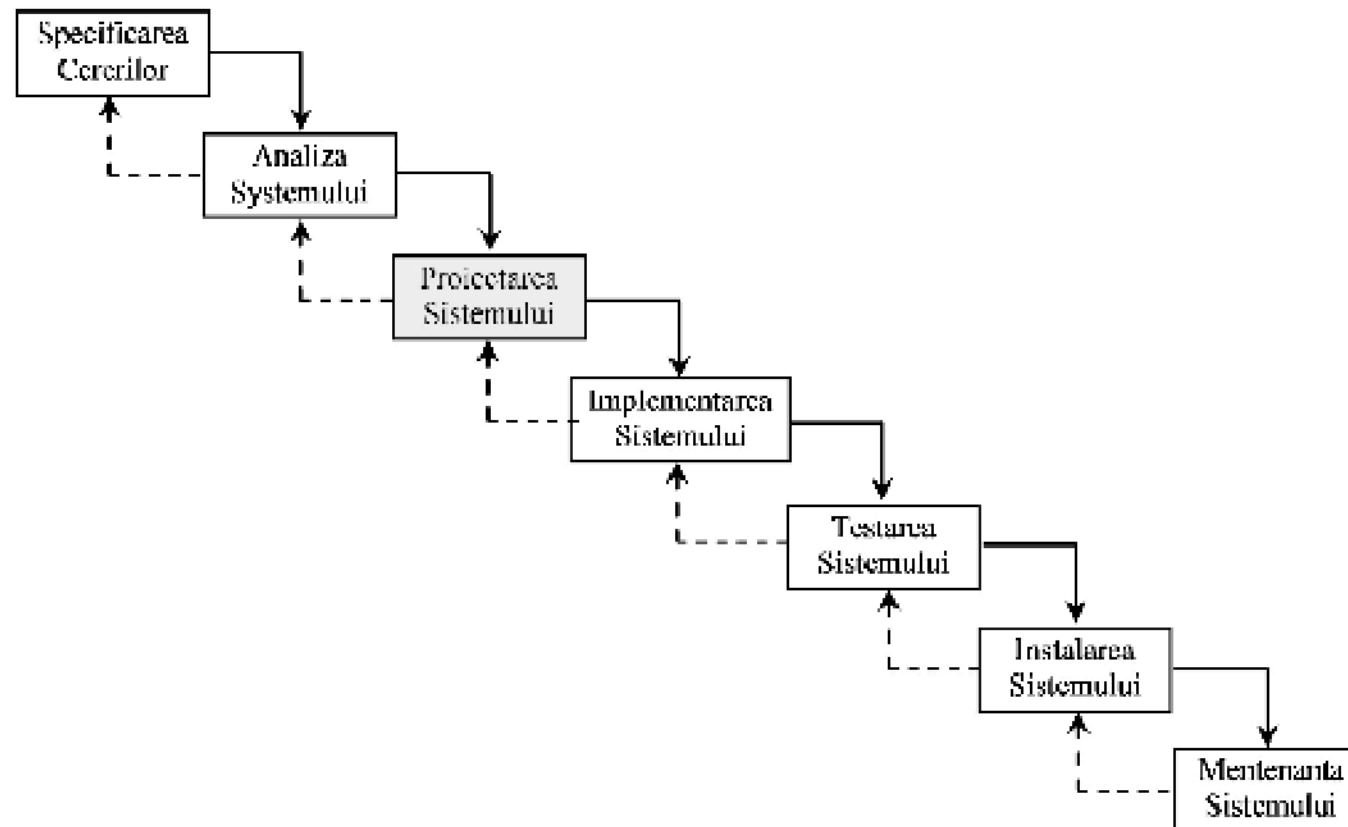 Specificarea
Cererilor
Analiza
Systemului
Proiectarea
Sistemului
Implementarea
Sistemului
Testarea
Sistemului
Instalarea
Sistemului
Mentenanta
Sistemului